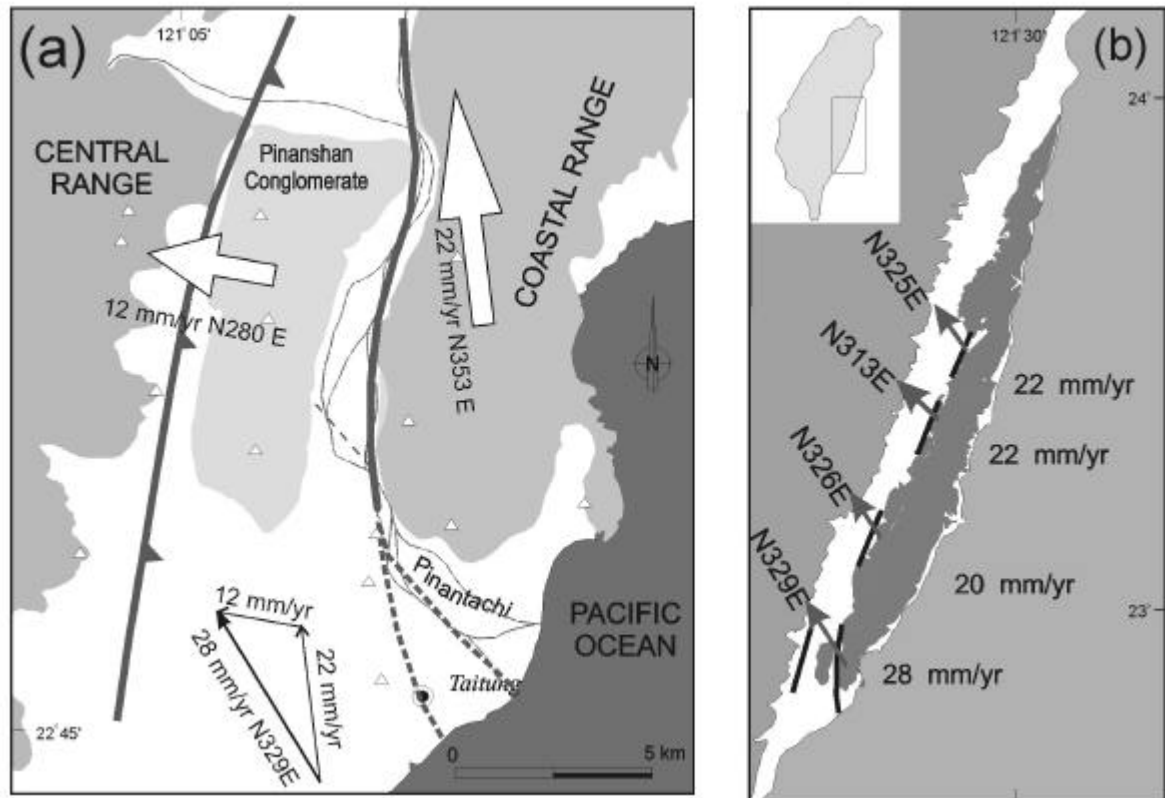 (a)
121° 05'
CENTRAL
RANGE
Pinanshan
Conglomerate
COASTAL RANGE
22 mm/yr N353 E
12 mm/yr N280 E
N
Pinantachi
PACIFIC
OCEAN
12 mm/yr
28 mm/yr N329E
22 mm/yr
Taitung
22° 45'
0
5 km
(b)
121° 30'
24°
N325E
N313E
22 mm/yr
22 mm/yr
N326E
20 mm/yr
23°
N329E
28 mm/yr